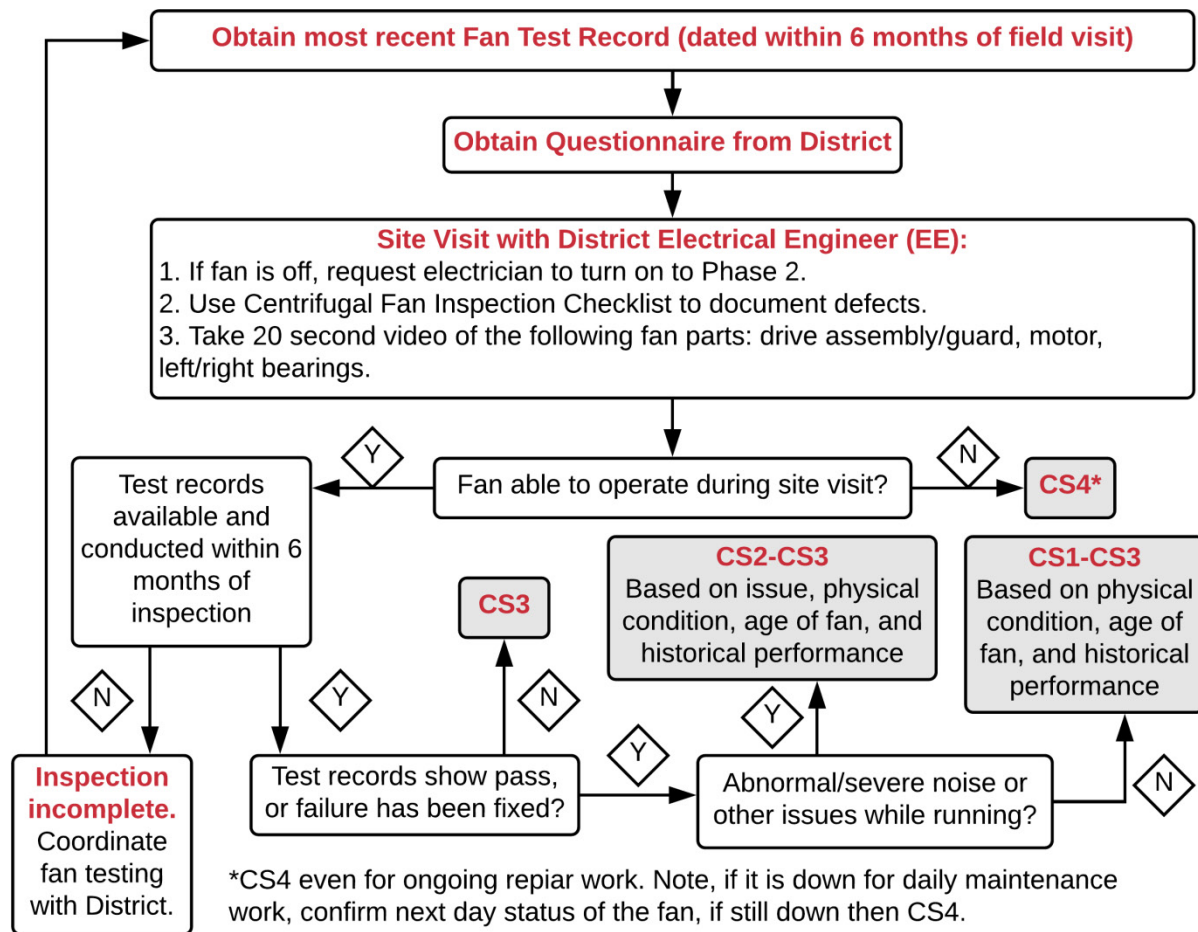 Obtain most recent Fan Test Record (dated within 6 months of field visit)
Obtain Questionnaire from District
Site Visit with District Electrical Engineer (EE):
1. If fan is off, request electrician to turn on to Phase 2.
2. Use Centrifugal Fan Inspection Checklist to document defects.
3. Take 20 second video of the following fan parts: drive assembly/guard, motor,
left/right bearings.
Fan able to operate during site visit?
Y
N
CS4*
Test records
available and
conducted within 6
months of
inspection
N
Y
Inspection
incomplete.
Coordinate
fan testing
with District.
Test records show pass,
or failure has been fixed?
N
CS3
Y
Abnormal/severe noise or
other issues while running?
Y
CS2-CS3
Based on issue, physical
condition, age of fan, and
historical performance
N
CS1-CS3
Based on physical
condition, age of
fan, and historical
performance
*CS4 even for ongoing repiar work. Note, if it is down for daily maintenance
work, confirm next day status of the fan, if still down then CS4.